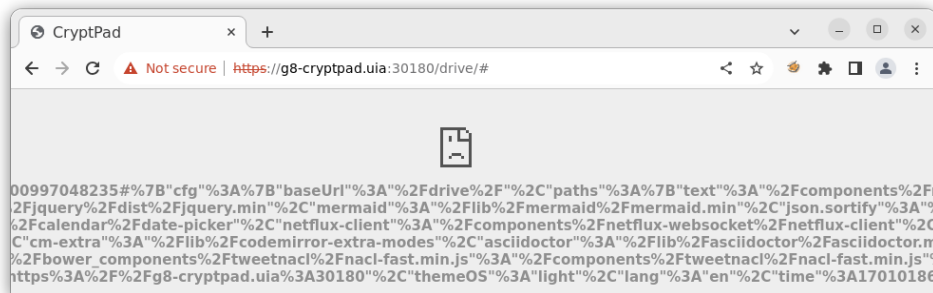 CryptPad
Not secure https://g8-cryptpad.uia:30180/drive/#
00997048235#%7B"cfg"%3A%7B"baseUrl"%3A"%2Fdrive%2F"%2C"paths"%3A%7B"text"%3A"%2Fcomponents%2F
%2Fjquery%2Fdist%2Fjquery.min"%2C"mermaid"%3A"%2Flib%2Fmermaid%2Fmermaid.min"%2C"json.sortify"%3A"%
%2Fcalendar%2Fdate-picker"%2C"netflux-client"%3A"%2Fcomponents%2Fnetflux-websocket%2Fnetflux-client"%2C
C"cm-extra"%3A"%2Flib%2Fcodemirror-extra-modes"%2C"asciidoctor"%3A"%2Flib%2Fasciidoctor%2Fasciidoctor.m
%2Fbower_components%2Ftweetnacl%2Fnacl-fast.min.js"%3A"%2Fcomponents%2Ftweetnacl%2Fnacl-fast.min.js"%
https%3A%2F%2Fg8-cryptpad.uia%3A30180"%2C"themeOS"%3A"light"%2C"lang"%3A"en"%2C"time"%3A17010186